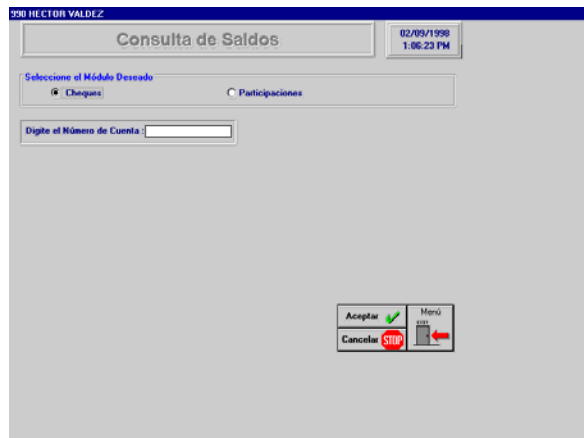 990 HECTOR VALDEZ
Consulta de Saldos
02/09/1998
1:06:23 PM
Seleccione el Módulo Deseado
Cheques
Participaciones
Digite el Número de Cuenta :
Aceptar
Menú
EXIT
Cancelar
STOP